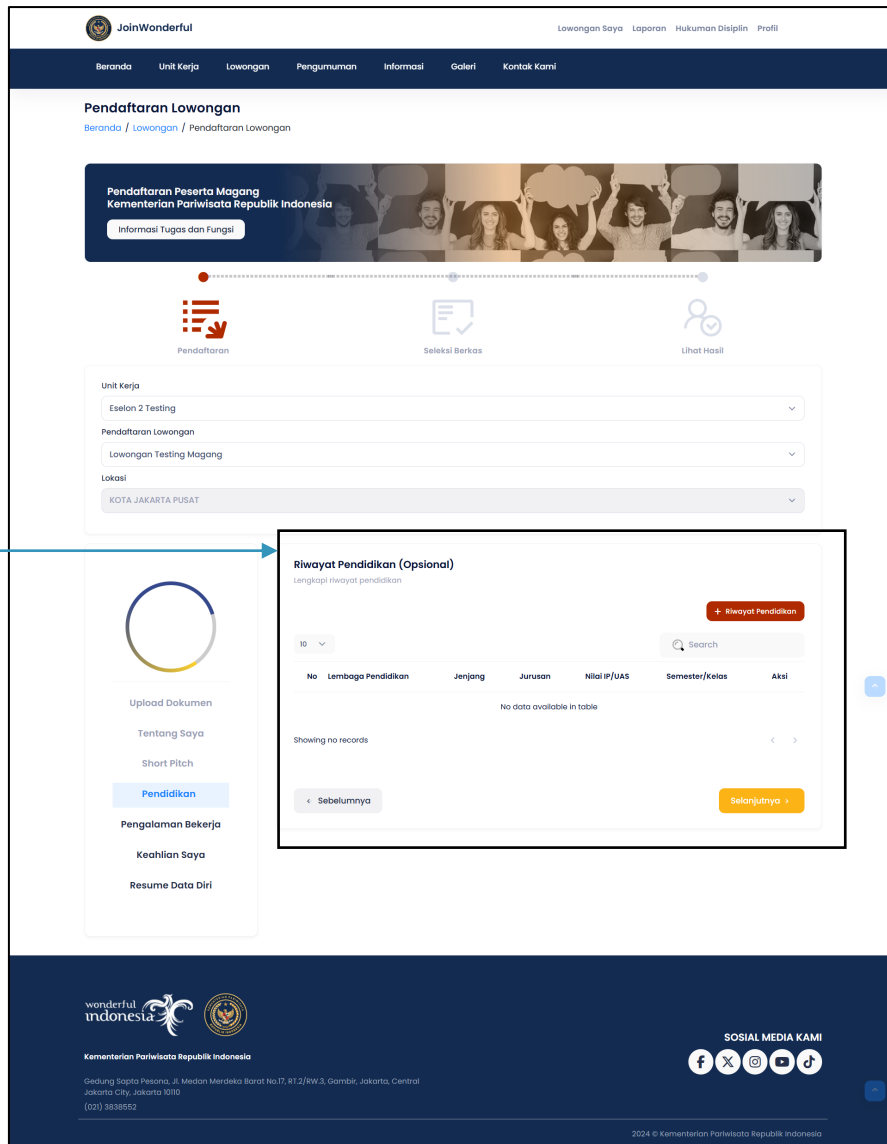 JoinWonderful
Lowongan Saya Laporan Hukuman Disiplin Profil
Beranda Unit Kerja Lowongan Pengumuman Informasi Galeri Kontak Kami
Pendaftaran Lowongan
Beranda / Lowongan / Pendaftaran Lowongan
Pendaftaran Peserta Magang
Kementerian Pariwisata Republik Indonesia
Informasi Tugas dan Fungsi
Pendaftaran Seleksi Berkas Lihat Hasil
Unit Kerja
Eselon 2 Testing
Pendaftaran Lowongan
Lowongan Testing Magang
Lokasi
KOTA JAKARTA PUSAT
Upload Dokumen
Tentang Saya
Short Pitch
Pendidikan
Pengalaman Bekerja
Keahlian Saya
Resume Data Diri
Riwayat Pendidikan (Opsional)
Lengkapi riwayat pendidikan
+ Riwayat Pendidikan
10 Search
No Lembaga Pendidikan Jenjang Jurusan Nilai IP/UAS Semester/Kelas Aksi
No data available in table
Showing no records < >
< Sebelumnya Selanjutnya >
wonderful
indonesia
SOSIAL MEDIA KAMI
Kementerian Pariwisata Republik Indonesia
Gedung Sapta Pesona, Jl. Medan Merdeka Barat No.17, RT.2/RW.3, Gambir, Jakarta, Central
Jakarta City, Jakarta 10110
(021) 3838552
2024 © Kementerian Pariwisata Republik Indonesia